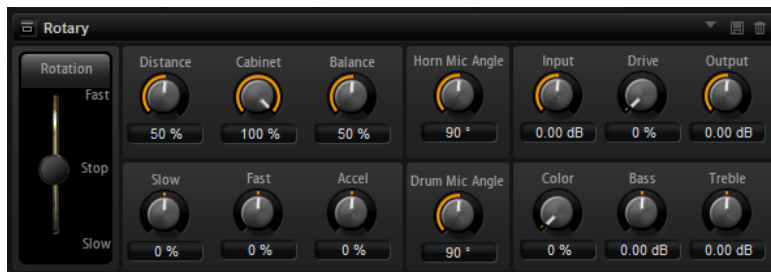 Rotary
Rotation
Fast
Stop
Slow
Distance Cabinet Balance
50 % 100 % 50 %
Slow Fast Accel
0 % 0 % 0 %
Horn Mic Angle
90 °
Drum Mic Angle
90 °
Input Drive Output
0.00 dB 0 % 0.00 dB
Color Bass Treble
0 % 0.00 dB 0.00 dB